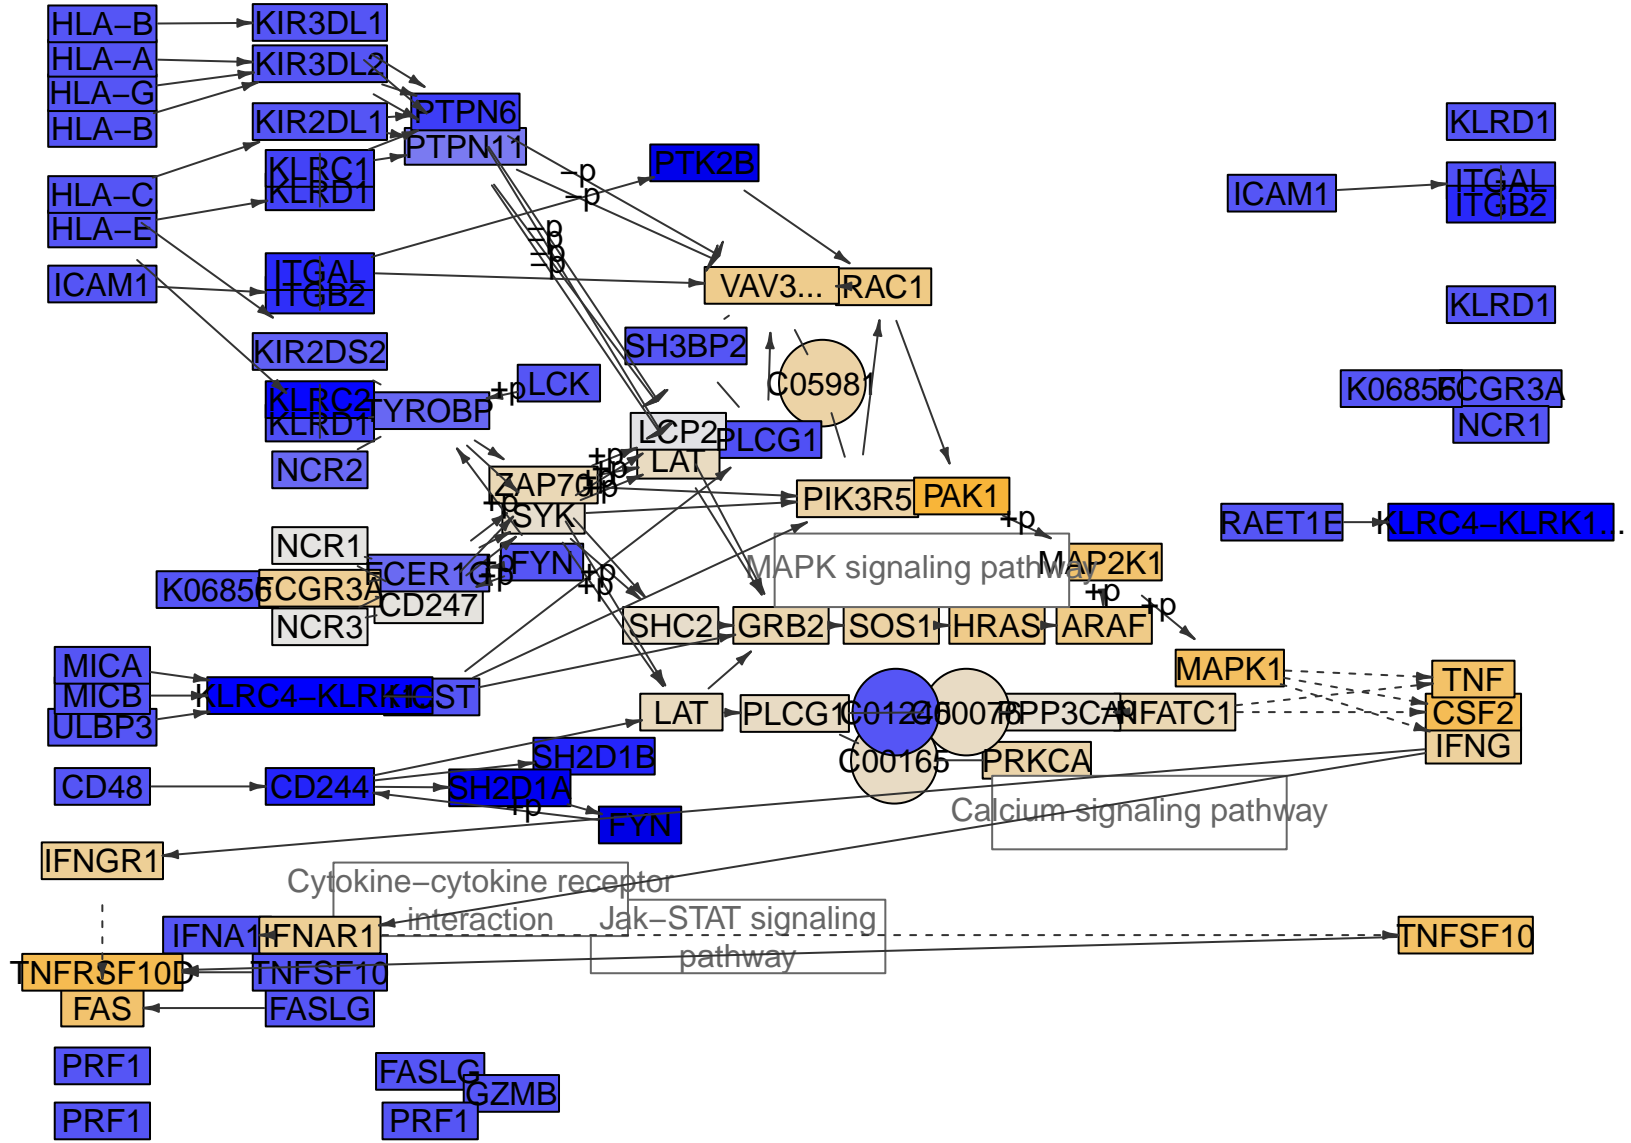 HLA−B
KIR3DL1
HLA−A
KIR3DL2
HLA−G
PTPN6
HLA−B
KIR2DL1
KLRD1
PTPN11
−p
PTK2B
KLRC1
KLRD1
ITGAL
ITGB2
ICAM1
HLA−C
−p
HLA−E
−p
−p
−p
−p
ITGAL
ITGB2
ICAM1
VAV3...
RAC1
KLRD1
KIR2DS2
SH3BP2
LCK
+p
C05981
K06856
FCGR3A
NCR1
KLRC2
KLRD1
TYROBP
LCP2
PLCG1
LAT
NCR2
+p
+p
+p
+p
ZAP70
SYK
+p
PIK3R5
PAK1
+p
RAET1E
KLRC4−KLRK1...
NCR1
FCER1G
+p
+p
FYN
+p
+p
MAPK signaling pathway
MAP2K1
K06856
FCGR3A
CD247
+p
+p
NCR3
SHC2
GRB2
SOS1
HRAS
ARAF
MICA
MICB
ULBP3
KLRC4−KLRK1
HCST
MAPK1
TNF
CSF2
IFNG
LAT
PLCG1
C01245
C00076
PPP3CA
−p
NFATC1
C00165
PRKCA
SH2D1B
CD48
CD244
SH2D1A
+p
FYN
Calcium signaling pathway
IFNGR1
Cytokine−cytokine receptor
interaction
Jak−STAT signaling
pathway
IFNA1
IFNAR1
TNFSF10
TNFRSF10D
TNFSF10
FAS
FASLG
PRF1
FASLG
GZMB
PRF1
PRF1